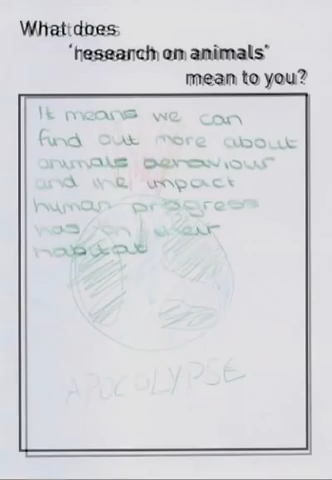 What does
'research on animals'
mean to you?
It means we can
find out more about
animals behaviour
and the impact
human progress
has on their
habitat
APOCOLYPSE